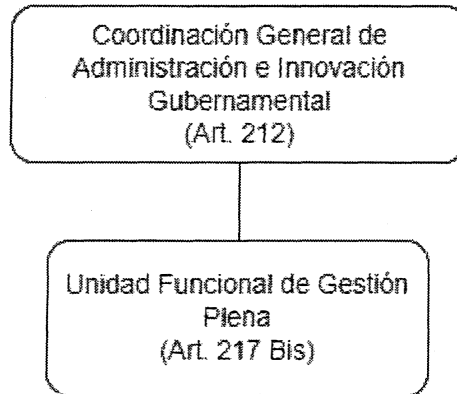 Coordinación General de
Administración e Innovación
Gubernamental
(Art. 212)
Unidad Funcional de Gestión
Plena
(Art. 217 Bis)